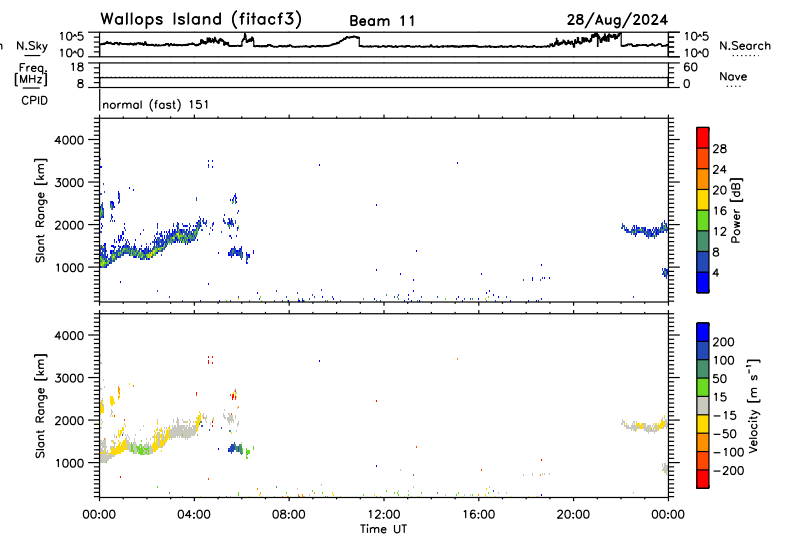 Wallops Island (fitacf3) Beam 11 28/Aug/2024
n N.Sky 10^5 10^0 10^5 10^0 N.Search
Freq. [MHz] 18 8 60 0 Nave
CPID normal (fast) 151
Slant Range [km] 4000 3000 2000 1000
28 24 20 16 12 8 4 Power [dB]
Slant Range [km] 4000 3000 2000 1000
200 100 50 15 -15 -50 -100 -200 Velocity [m s⁻¹]
00:00 04:00 08:00 12:00 16:00 20:00 00:00
Time UT